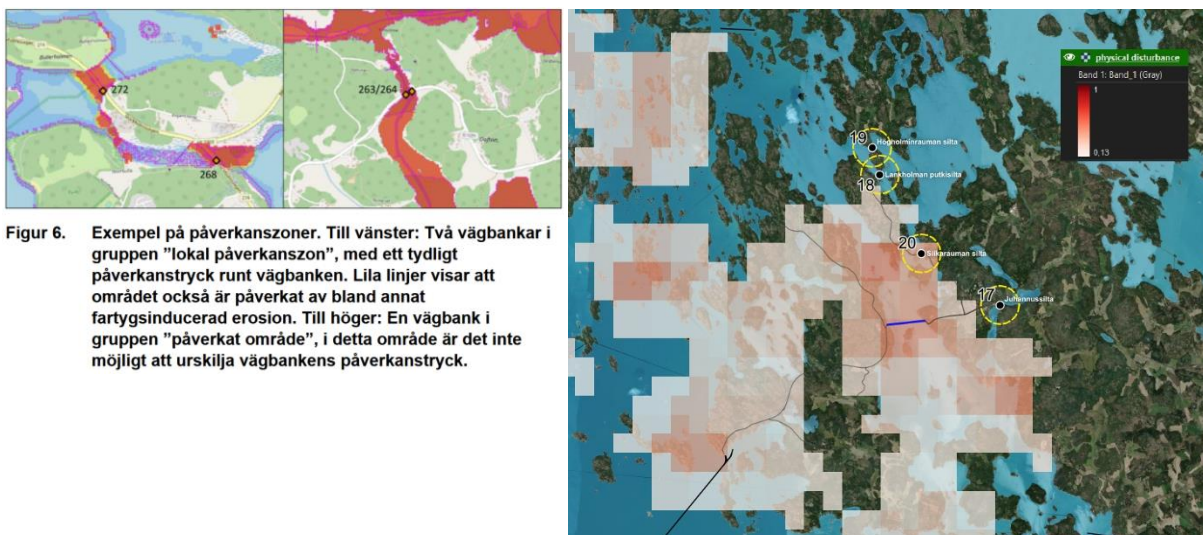 272
268
263/264
Figur 6. Exempel på påverkanszoner. Till vänster: Två vägbankar i
gruppen ”lokal påverkanszon”, med ett tydligt
påverkanstryck runt vägbanken. Lila linjer visar att
området också är påverkat av bland annat
fartygsinducerad erosion. Till höger: En vägbank i
gruppen ”påverkat område”, i detta område är det inte
möjligt att urskilja vägbankens påverkanstryck.
physical disturbance
Band 1: Band_1 (Gray)
1
0,13
19
Högholminrauman silta
18
Lankholman putkisilta
20
Siikarauman silta
17
Juhannussilta